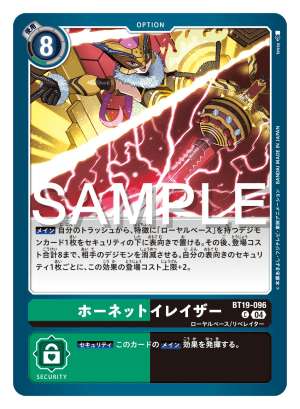 OPTION
使用
8
SAMPLE
メイン 自分のトラッシュから、特徴に「ローヤルベース」を持つデジモ
ンカード1枚をセキュリティの下に表向きで置ける。その後、登場コ
スト合計8まで、相手のデジモンを消滅させる。自分の表向きのセキュ
リティ1枚ごとに、この効果の登場コスト上限+2。
BT19-096
ホーネットイレイザー
C 04
ローヤルベース/リベレイター
セキュリティ このカードの メイン 効果を発揮する。
SECURITY